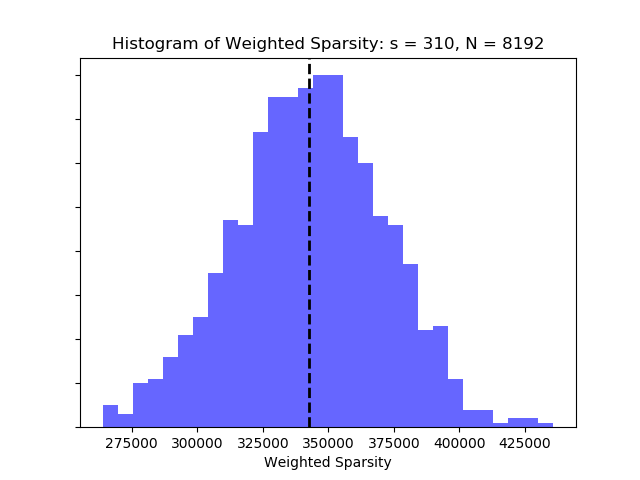 Histogram of Weighted Sparsity: s = 310, N = 8192
275000 300000 325000 350000 375000 400000 425000
Weighted Sparsity